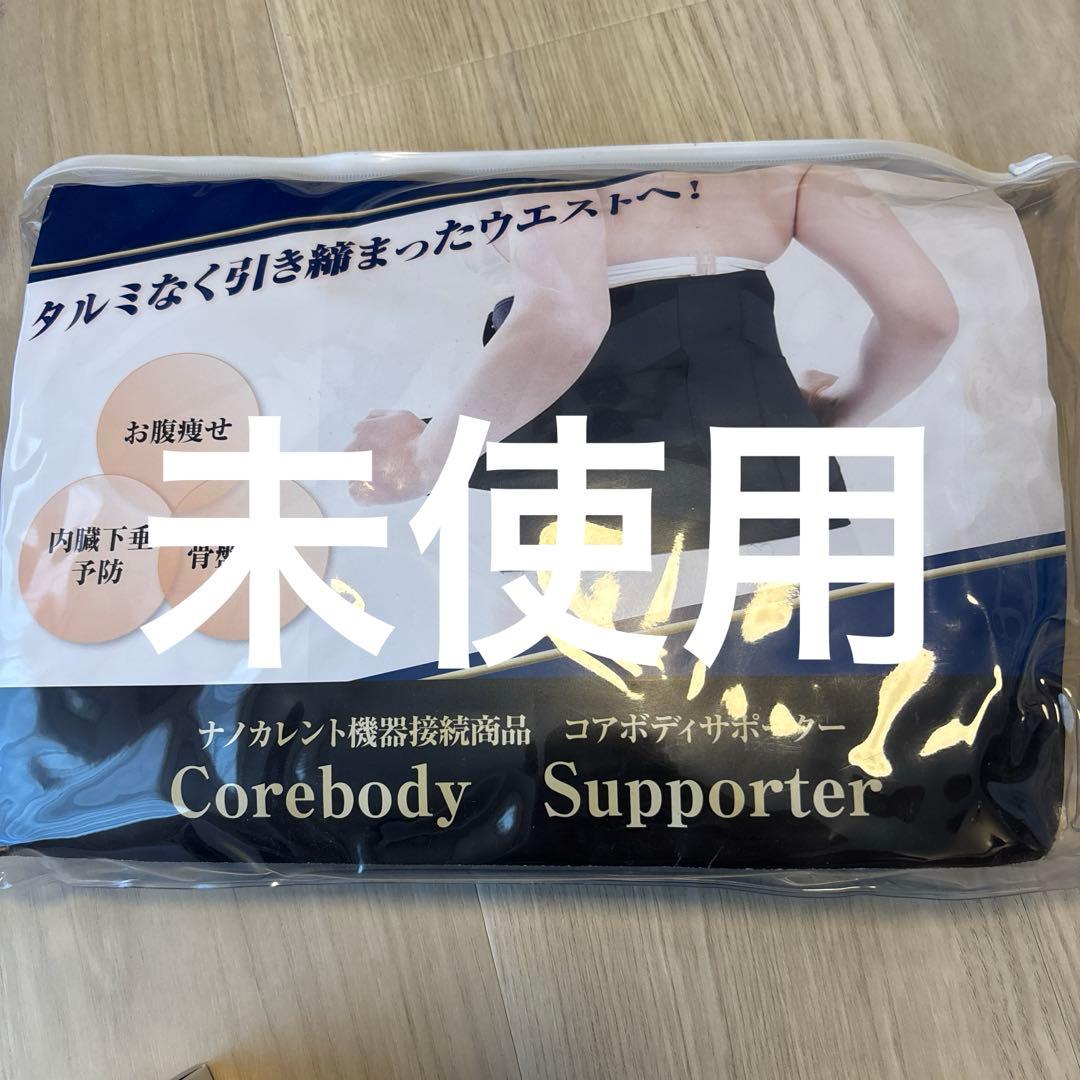 タルミなく引き締まったウエストへ!
お腹痩せ
内臓下垂
予防
骨盤
未使用
ナノカレント機器接続商品 コアボディサポーター
Corebody Supporter